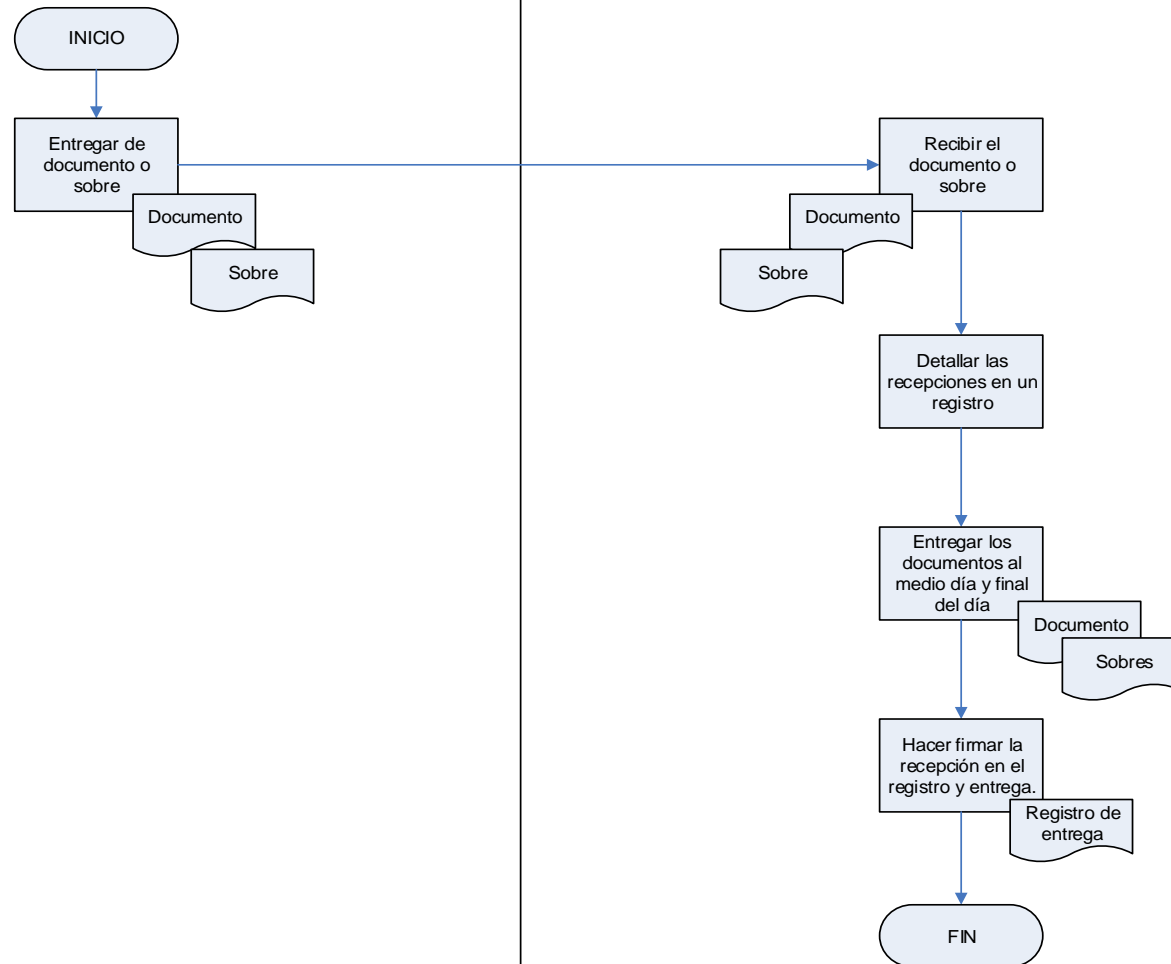 INICIO
Entregar de
documento o
sobre
Documento
Sobre
Recibir el
documento o
sobre
Documento
Sobre
Detallar las
recepciones en un
registro
Entregar los
documentos al
medio día y final
del día
Documento
Sobres
Hacer firmar la
recepción en el
registro y entrega.
Registro de
entrega
FIN